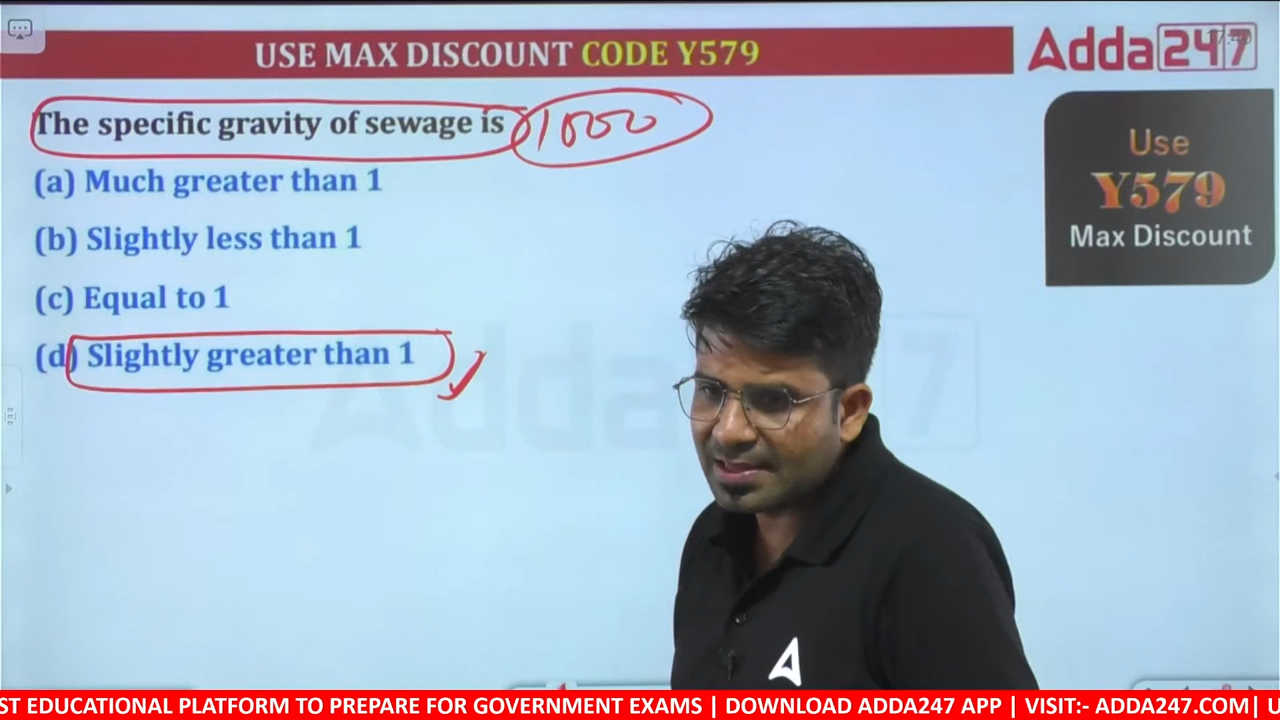 USE MAX DISCOUNT CODE Y579
Adda247
The specific gravity of sewage is 1000
(a) Much greater than 1
(b) Slightly less than 1
(c) Equal to 1
(d) Slightly greater than 1
Use
Y579
Max Discount
Adda247
ST EDUCATIONAL PLATFORM TO PREPARE FOR GOVERNMENT EXAMS | DOWNLOAD ADDA247 APP | VISIT:- ADDA247.COM| U